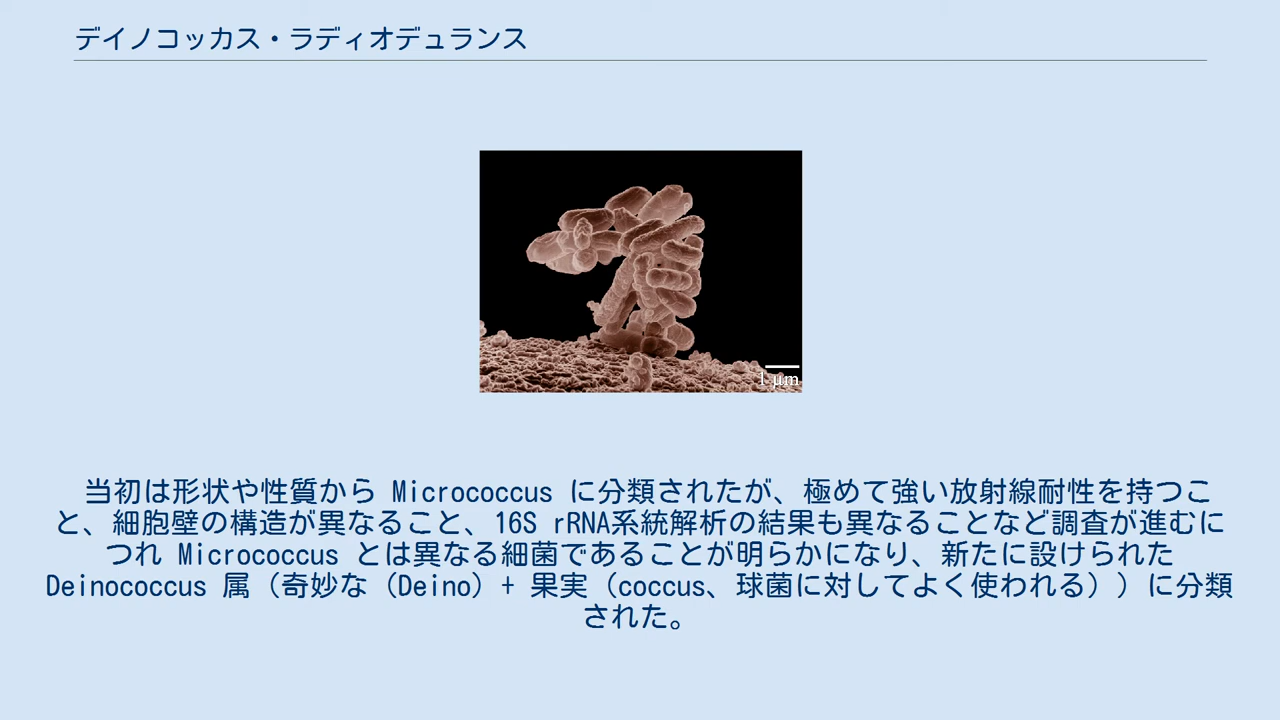 デイノコッカス・ラディオデュランス
1 μm
当初は形状や性質から Micrococcus に分類されたが、極めて強い放射線耐性を持つこ
と、細胞壁の構造が異なること、16S rRNA系統解析の結果も異なることなど調査が進むに
つれ Micrococcus とは異なる細菌であることが明らかになり、新たに設けられた
Deinococcus 属（奇妙な（Deino）+ 果実（coccus、球菌に対してよく使われる））に分類
された。